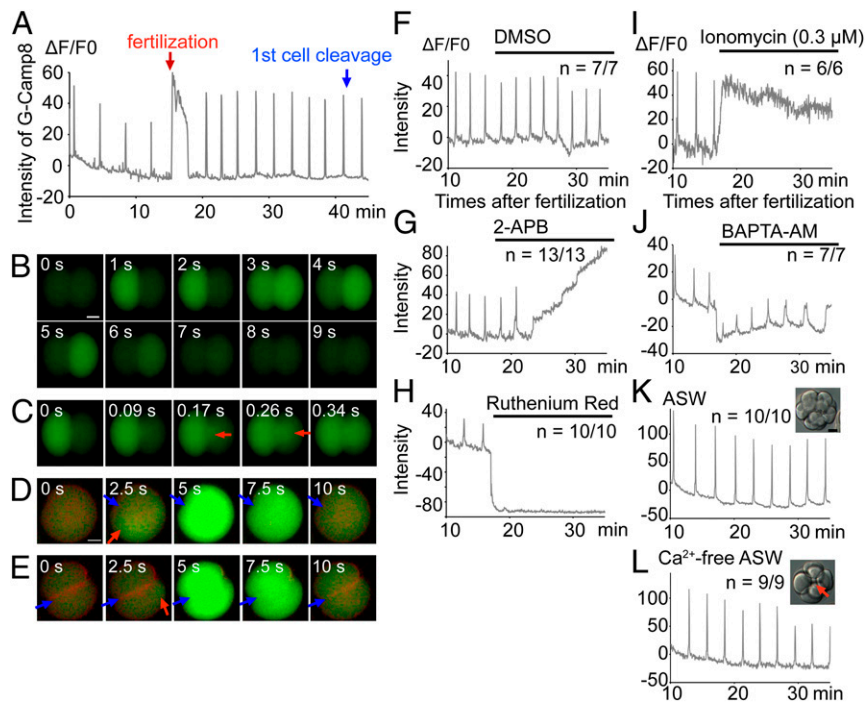 A
ΔF/F0
fertilization
1st cell cleavage
Intensity of G-Camp8
60
40
20
0
-20
0 10 20 30 40 min
B
0 s 1 s 2 s 3 s 4 s
5 s 6 s 7 s 8 s 9 s
C
0 s 0.09 s 0.17 s 0.26 s 0.34 s
D
0 s 2.5 s 5 s 7.5 s 10 s
E
0 s 2.5 s 5 s 7.5 s 10 s
F
DMSO
ΔF/F0
n = 7/7
Intensity
60
40
20
0
-20
10 20 30 min
Times after fertilization
G
2-APB
n = 13/13
Intensity
80
60
40
20
0
-20
10 20 30 min
H
Ruthenium Red
n = 10/10
Intensity
40
0
-40
-80
10 20 30 min
I
Ionomycin (0.3 µM)
ΔF/F0
n = 6/6
60
40
20
0
-20
10 20 30 min
Times after fertilization
J
BAPTA-AM
n = 7/7
40
20
0
-20
-40
10 20 30 min
K
ASW
n = 10/10
100
50
0
-50
10 20 30 min
L
Ca²⁺-free ASW
n = 9/9
100
50
0
-50
10 20 30 min